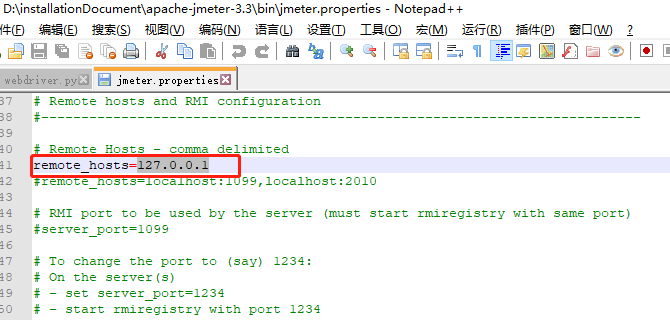 D:\installationDocument\apache-jmeter-3.3\bin\jmeter.properties - Notepad++
件(F) 编辑(E) 搜索(S) 视图(V) 编码(N) 语言(L) 设置(T) 工具(O) 宏(M) 运行(R) 插件(P) 窗口(W) ?
webdriver.py jmeter.properties
37 # Remote hosts and RMI configuration
38 #---------------------------------------------------------------------------
39
40 # Remote Hosts - comma delimited
41 remote_hosts=127.0.0.1
42 #remote_hosts=localhost:1099,localhost:2010
43
44 # RMI port to be used by the server (must start rmiregistry with same port)
45 #server_port=1099
46
47 # To change the port to (say) 1234:
48 # On the server(s)
49 # - set server_port=1234
50 # - start rmiregistry with port 1234